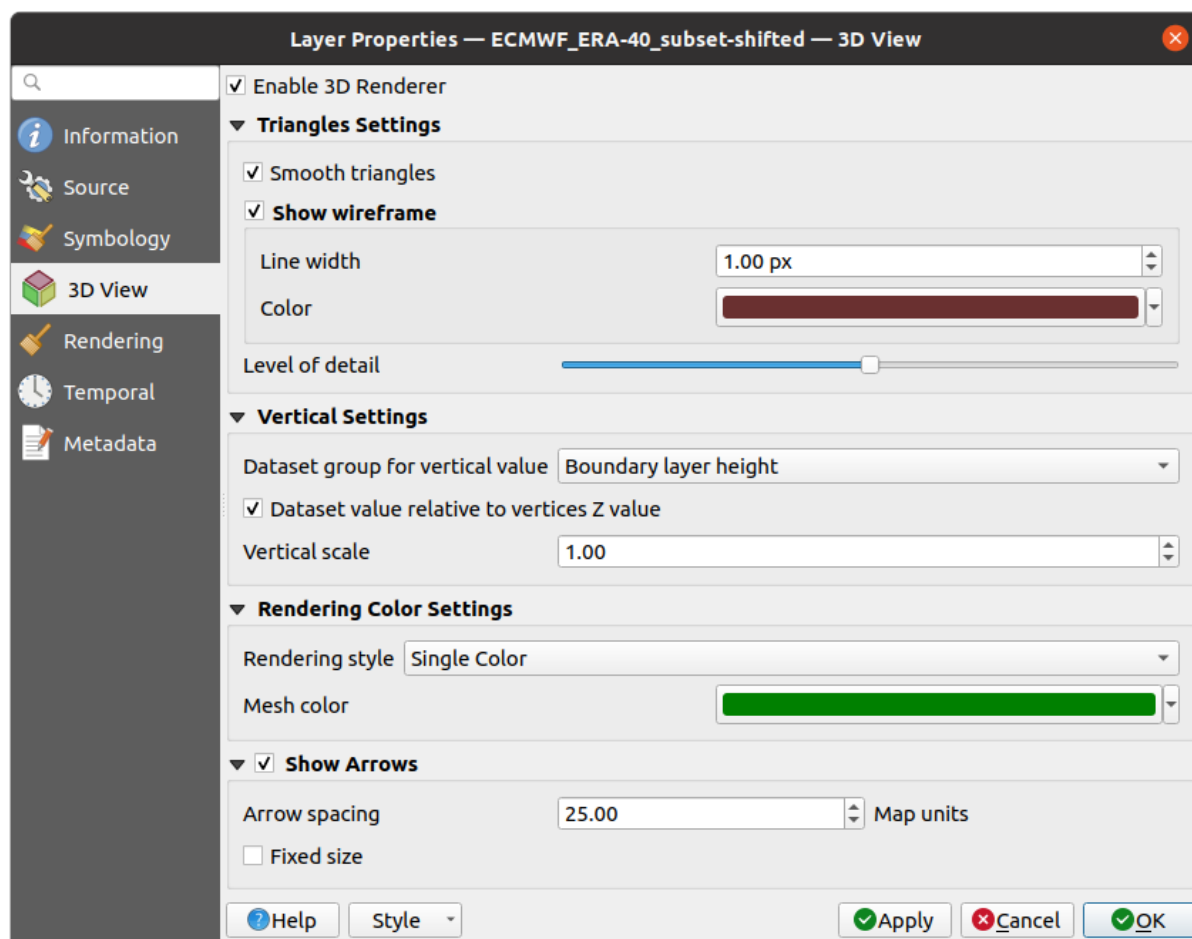 Layer Properties — ECMWF_ERA-40_subset-shifted — 3D View
Information
Source
Symbology
3D View
Rendering
Temporal
Metadata
Enable 3D Renderer
Triangles Settings
Smooth triangles
Show wireframe
Line width 1.00 px
Color
Level of detail
Vertical Settings
Dataset group for vertical value Boundary layer height
Dataset value relative to vertices Z value
Vertical scale 1.00
Rendering Color Settings
Rendering style Single Color
Mesh color
Show Arrows
Arrow spacing 25.00 Map units
Fixed size
Help Style Apply Cancel OK